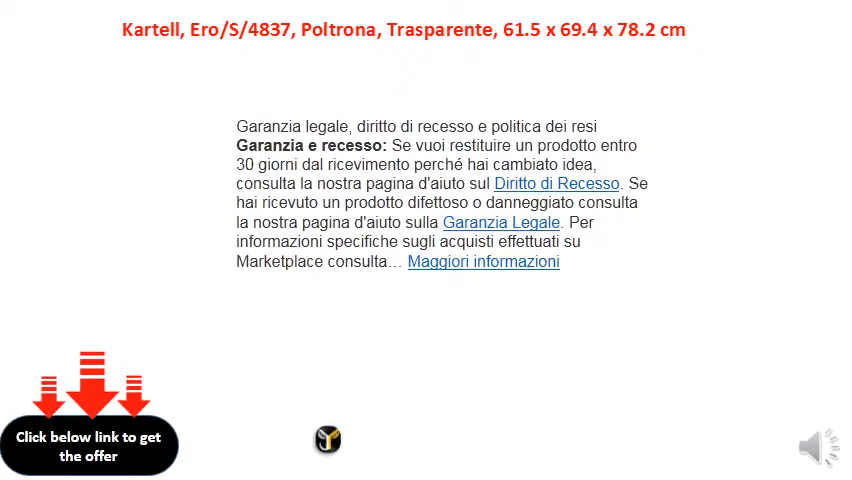 Kartell, Ero/S/4837, Poltrona, Trasparente, 61.5 x 69.4 x 78.2 cm
Garanzia legale, diritto di recesso e politica dei resi
Garanzia e recesso: Se vuoi restituire un prodotto entro
30 giorni dal ricevimento perché hai cambiato idea,
consulta la nostra pagina d'aiuto sul Diritto di Recesso. Se
hai ricevuto un prodotto difettoso o danneggiato consulta
la nostra pagina d'aiuto sulla Garanzia Legale. Per
informazioni specifiche sugli acquisti effettuati su
Marketplace consulta… Maggiori informazioni
Click below link to get
the offer